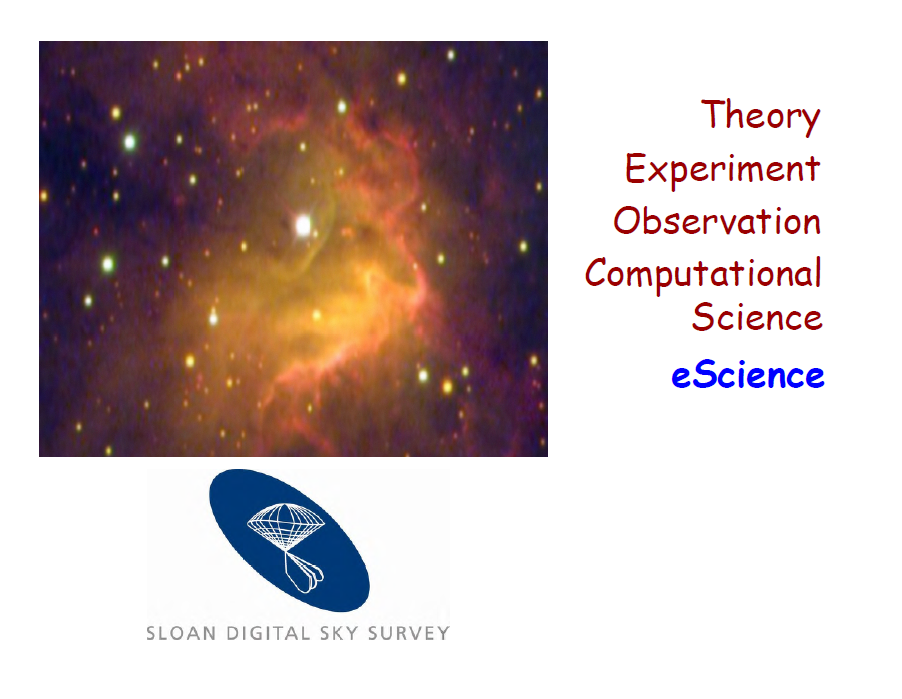 Theory
Experiment
Observation
Computational
Science
eScience
SLOAN DIGITAL SKY SURVEY